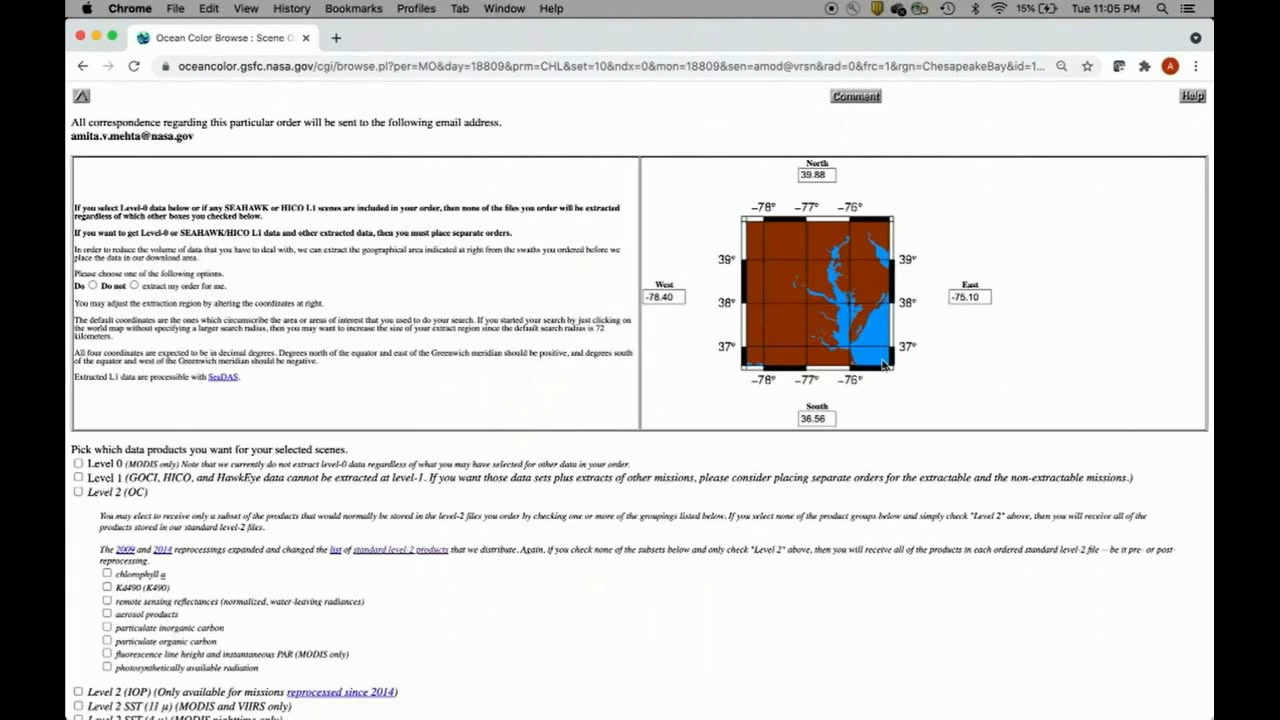 Chrome File Edit View History Bookmarks Profiles Tab Window Help 15% Tue 11:05 PM
Ocean Color Browse : Scene
oceancolor.gsfc.nasa.gov/cgi/browse.pl?per=MO&day=18809&prm=CHL&set=10&ndx=0&mon=18809&sen=amod@vrsn&rad=0&frc=1&rgn=ChesapeakeBay&id=1... A
Comment Help
All correspondence regarding this particular order will be sent to the following email address.
amita.v.mehta@nasa.gov
If you select Level-0 data below or if any SEAHAWK or HICO L1 scenes are included in your order, then none of the files you order will be extracted
regardless of which other boxes you checked below.
If you want to get Level-0 or SEAHAWK/HICO L1 data and other extracted data, then you must place separate orders.
In order to reduce the volume of data that you have to deal with, we can extract the geographical area indicated at right from the swaths you ordered before we
place the data in our download area.
Please choose one of the following options.
Do Do not extract my order for me.
You may adjust the extraction region by altering the coordinates at right.
The default coordinates are the ones which circumscribe the area or areas of interest that you used to do your search. If you started your search by just clicking on
the world map without specifying a larger search radius, then you may want to increase the size of your extract region since the default search radius is 72
kilometers.
All four coordinates are expected to be in decimal degrees. Degrees north of the equator and east of the Greenwich meridian should be positive, and degrees south
of the equator and west of the Greenwich meridian should be negative.
Extracted L1 data are processible with SeaDAS.
North
39.88
-78° -77° -76°
39° 39°
West
-78.40
East
-75.10
38° 38°
37° 37°
-78° -77° -76°
South
36.56
Pick which data products you want for your selected scenes.
Level 0 (MODIS only) Note that we currently do not extract level-0 data regardless of what you may have selected for other data in your order.
Level 1 (GOCI, HICO, and HawkEye data cannot be extracted at level-1. If you want those data sets plus extracts of other missions, please consider placing separate orders for the extractable and the non-extractable missions.)
Level 2 (OC)
You may elect to receive only a subset of the products that would normally be stored in the level-2 files you order by checking one or more of the groupings listed below. If you select none of the product groups below and simply check "Level 2" above, then you will receive all of the
products stored in our standard level-2 files.
The 2009 and 2014 reprocessings expanded and changed the list of standard level-2 products that we distribute. Again, if you check none of the subsets below and only check "Level 2" above, then you will receive all of the products in each ordered standard level-2 file -- be it pre- or post-
reprocessing.
chlorophyll a
Kd490 (K490)
remote sensing reflectances (normalized, water-leaving radiances)
aerosol products
particulate inorganic carbon
particulate organic carbon
fluorescence line height and instantaneous PAR (MODIS only)
photosynthetically available radiation
Level 2 (IOP) (Only available for missions reprocessed since 2014)
Level 2 SST (11 µ) (MODIS and VIIRS only)
Level 2 SST (4 µ) (MODIS nighttime only)